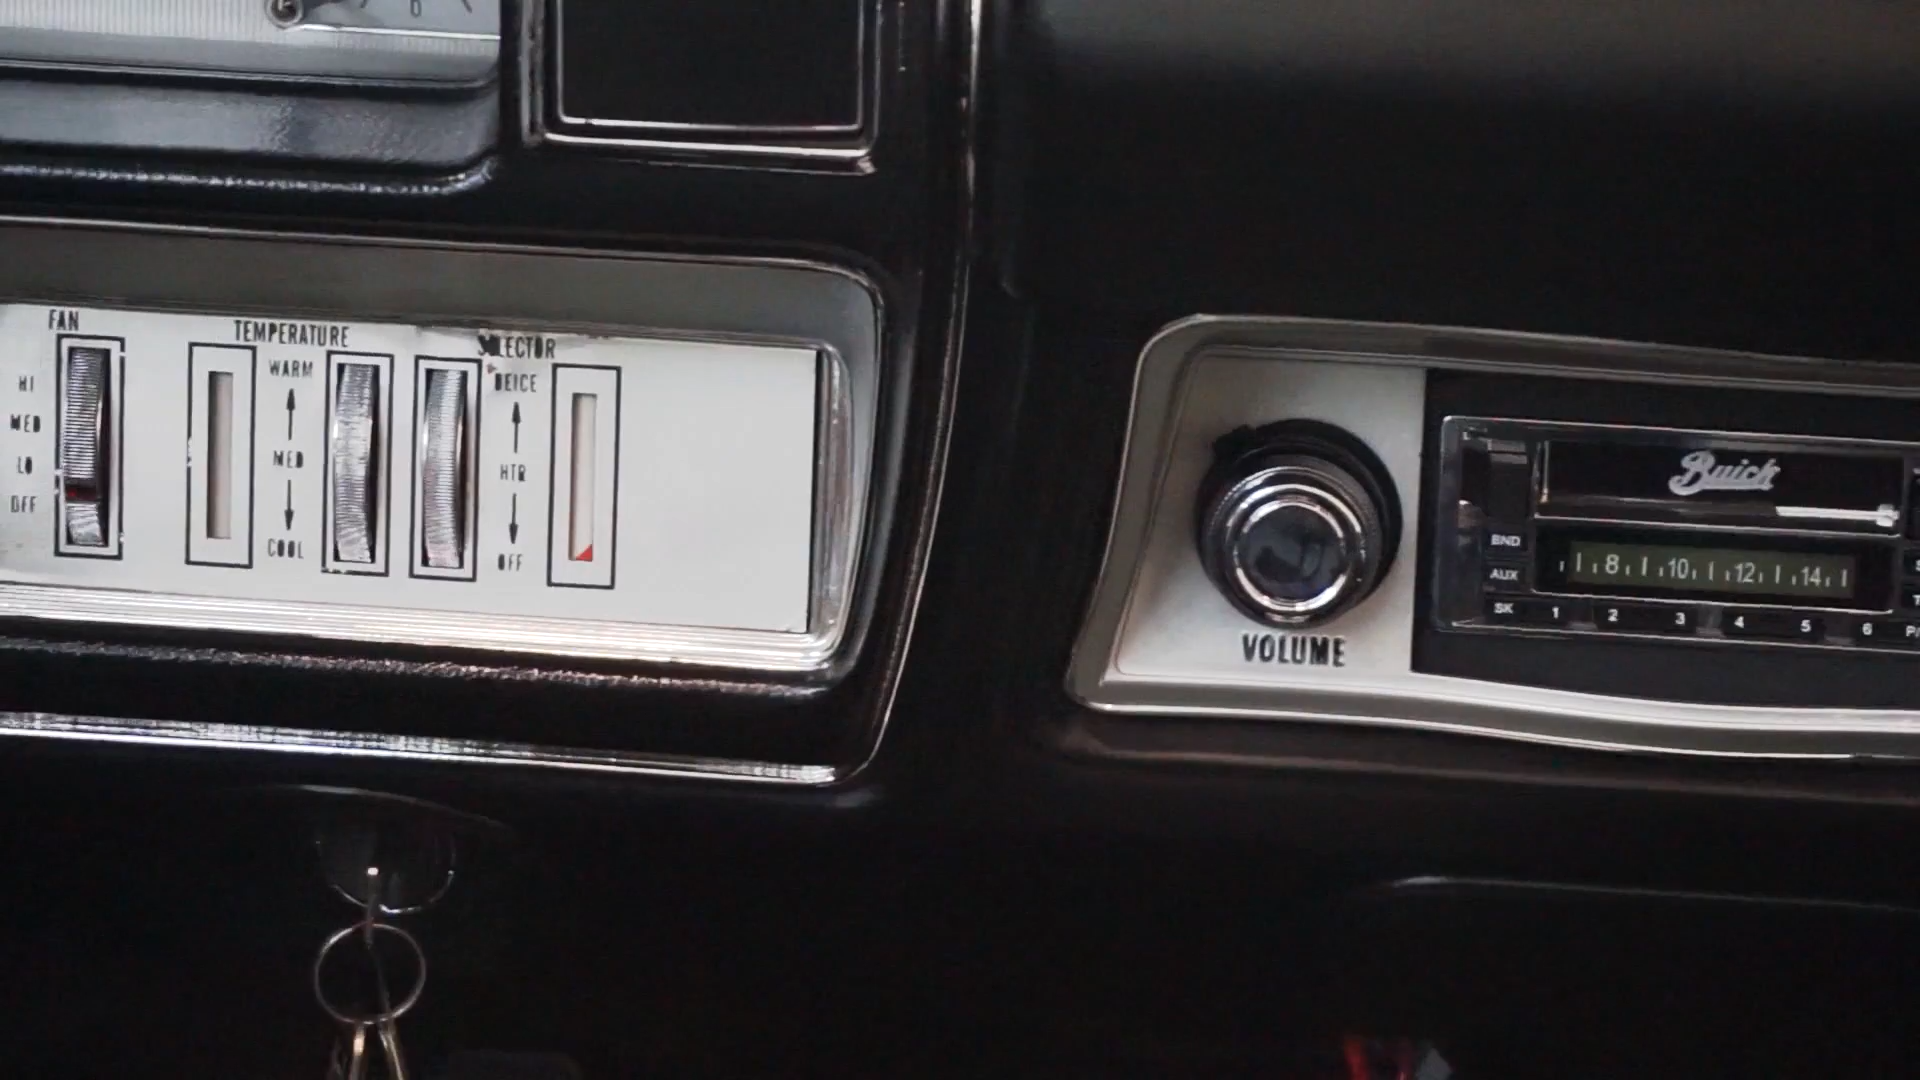 6
FAN
HI
MED
LO
OFF
TEMPERATURE
WARM
MED
COOL
SELECTOR
DEICE
HTR
OFF
VOLUME
Buick
BND
AUX
8 10 12 14
SK 1 2 3 4 5 6